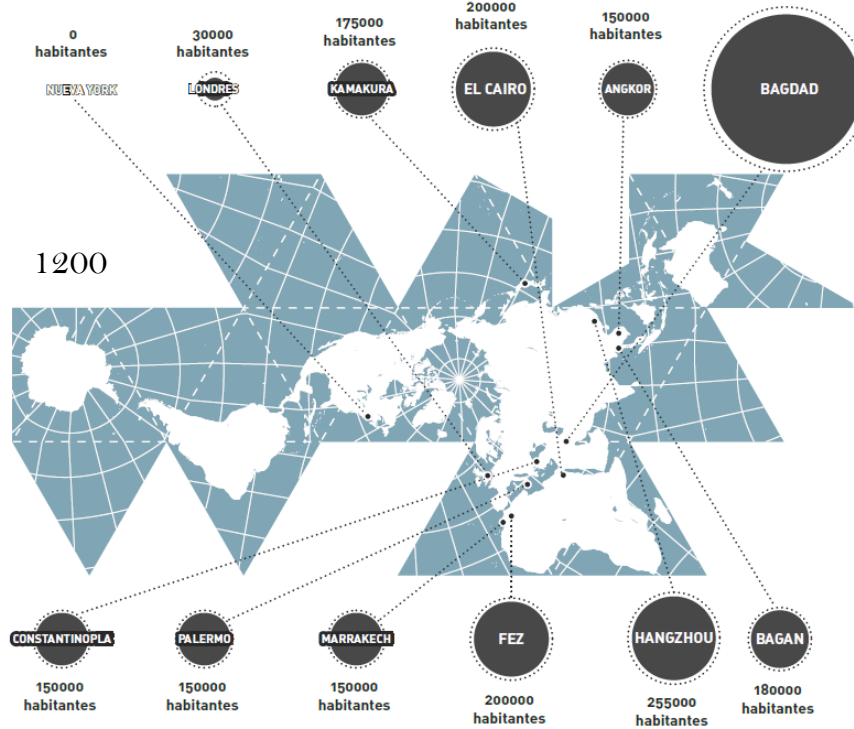 0
habitantes
30000
habitantes
175000
habitantes
200000
habitantes
150000
habitantes
NUEVA YORK
LONDRES
KAMAKURA
EL CAIRO
ANGKOR
BAGDAD
1200
CONSTANTINOPLA
PALERMO
MARRAKECH
FEZ
HANGZHOU
BAGAN
150000
habitantes
150000
habitantes
150000
habitantes
200000
habitantes
255000
habitantes
180000
habitantes